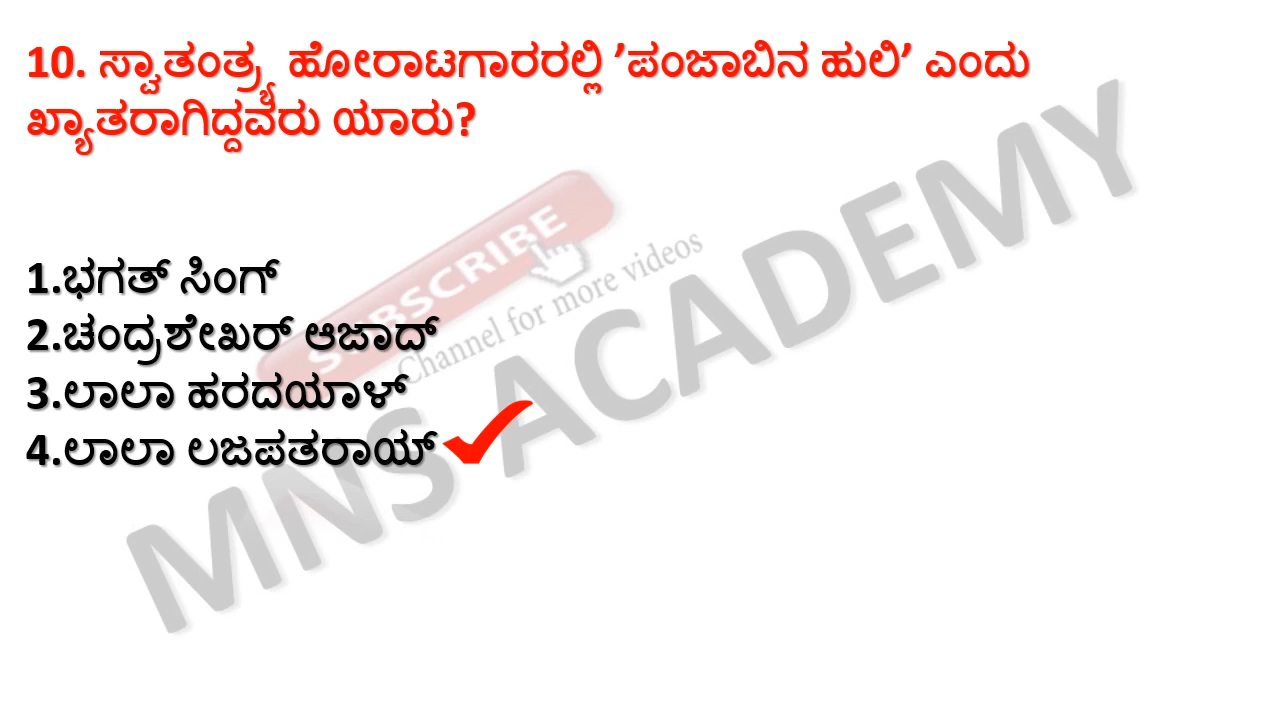 10. ಸ್ವಾತಂತ್ರ್ಯ ಹೋರಾಟಗಾರರಲ್ಲಿ ’ಪಂಜಾಬಿನ ಹುಲಿ’ ಎಂದು
ಖ್ಯಾತರಾಗಿದ್ದವರು ಯಾರು?
1.ಭಗತ್ ಸಿಂಗ್
2.ಚಂದ್ರಶೇಖರ್ ಆಜಾದ್
3.ಲಾಲಾ ಹರದಯಾಳ್
4.ಲಾಲಾ ಲಜಪತರಾಯ್
SUBSCRIBE
Channel for more videos
MNS ACADEMY